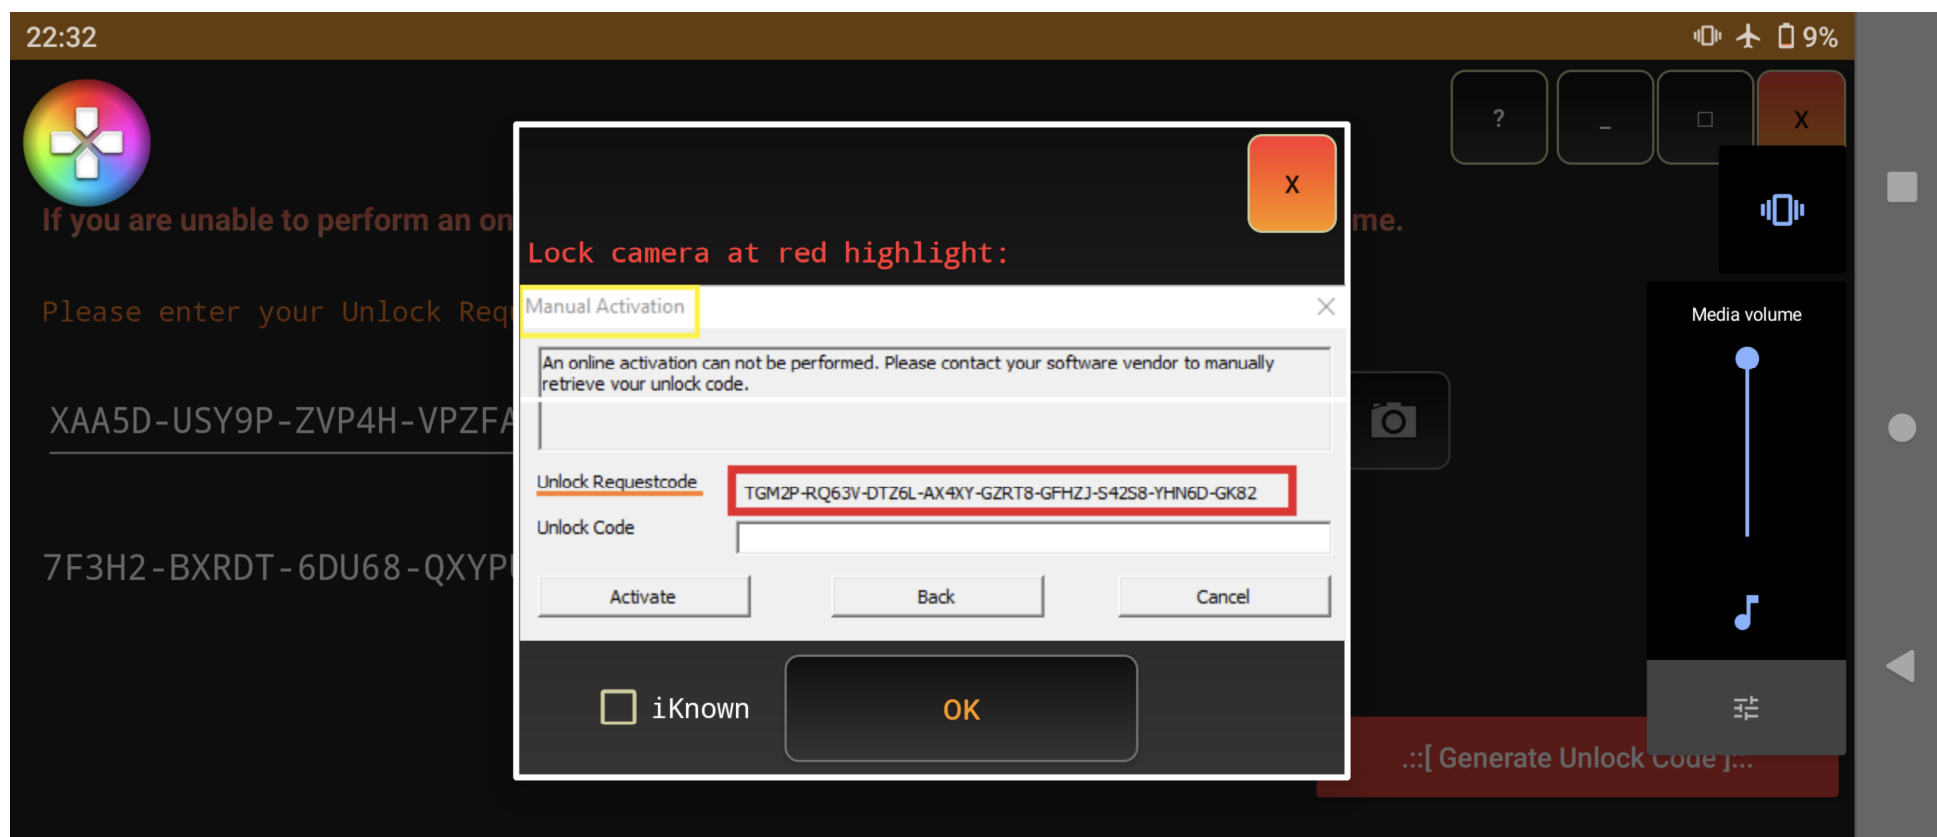 22:32
9%
?
_
X
X
If you are unable to perform an on
me.
Lock camera at red highlight:
Please enter your Unlock Req
Manual Activation
Media volume
An online activation can not be performed. Please contact your software vendor to manually
retrieve your unlock code.
XAA5D-USY9P-ZVP4H-VPZFA
Unlock Requestcode
TGM2P-RQ63V-DTZ6L-AX4XY-GZRT8-GFHZJ-S42S8-YHN6D-GK82
Unlock Code
7F3H2-BXRDT-6DU68-QXYPU
Activate
Back
Cancel
iKnown
OK
.::[ Generate Unlock Code ]::.